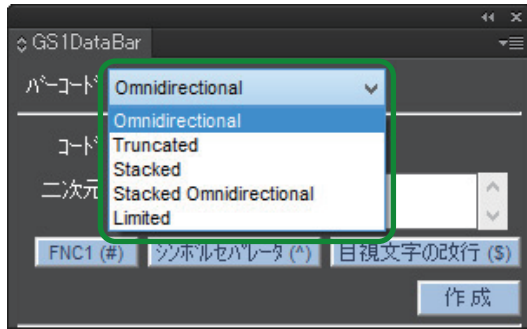 GS1DataBar
バーコード Omnidirectional
Omnidirectional
Truncated
コード
Stacked
二次元
Stacked Omnidirectional
Limited
FNC1 (#) シンボルセパレータ (^) 目視文字の改行 ($)
作成